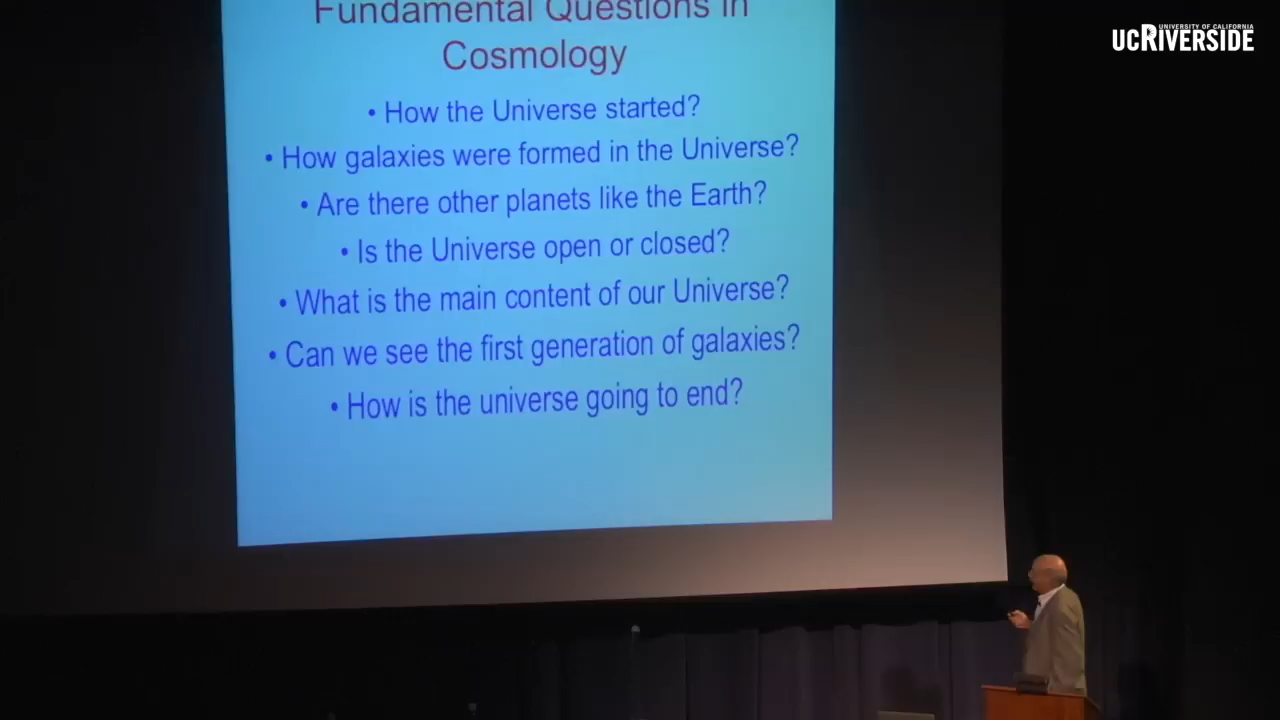 Fundamental Questions in
Cosmology
• How the Universe started?
• How galaxies were formed in the Universe?
• Are there other planets like the Earth?
• Is the Universe open or closed?
• What is the main content of our Universe?
• Can we see the first generation of galaxies?
• How is the universe going to end?
UNIVERSITY OF CALIFORNIA
UCRIVERSIDE